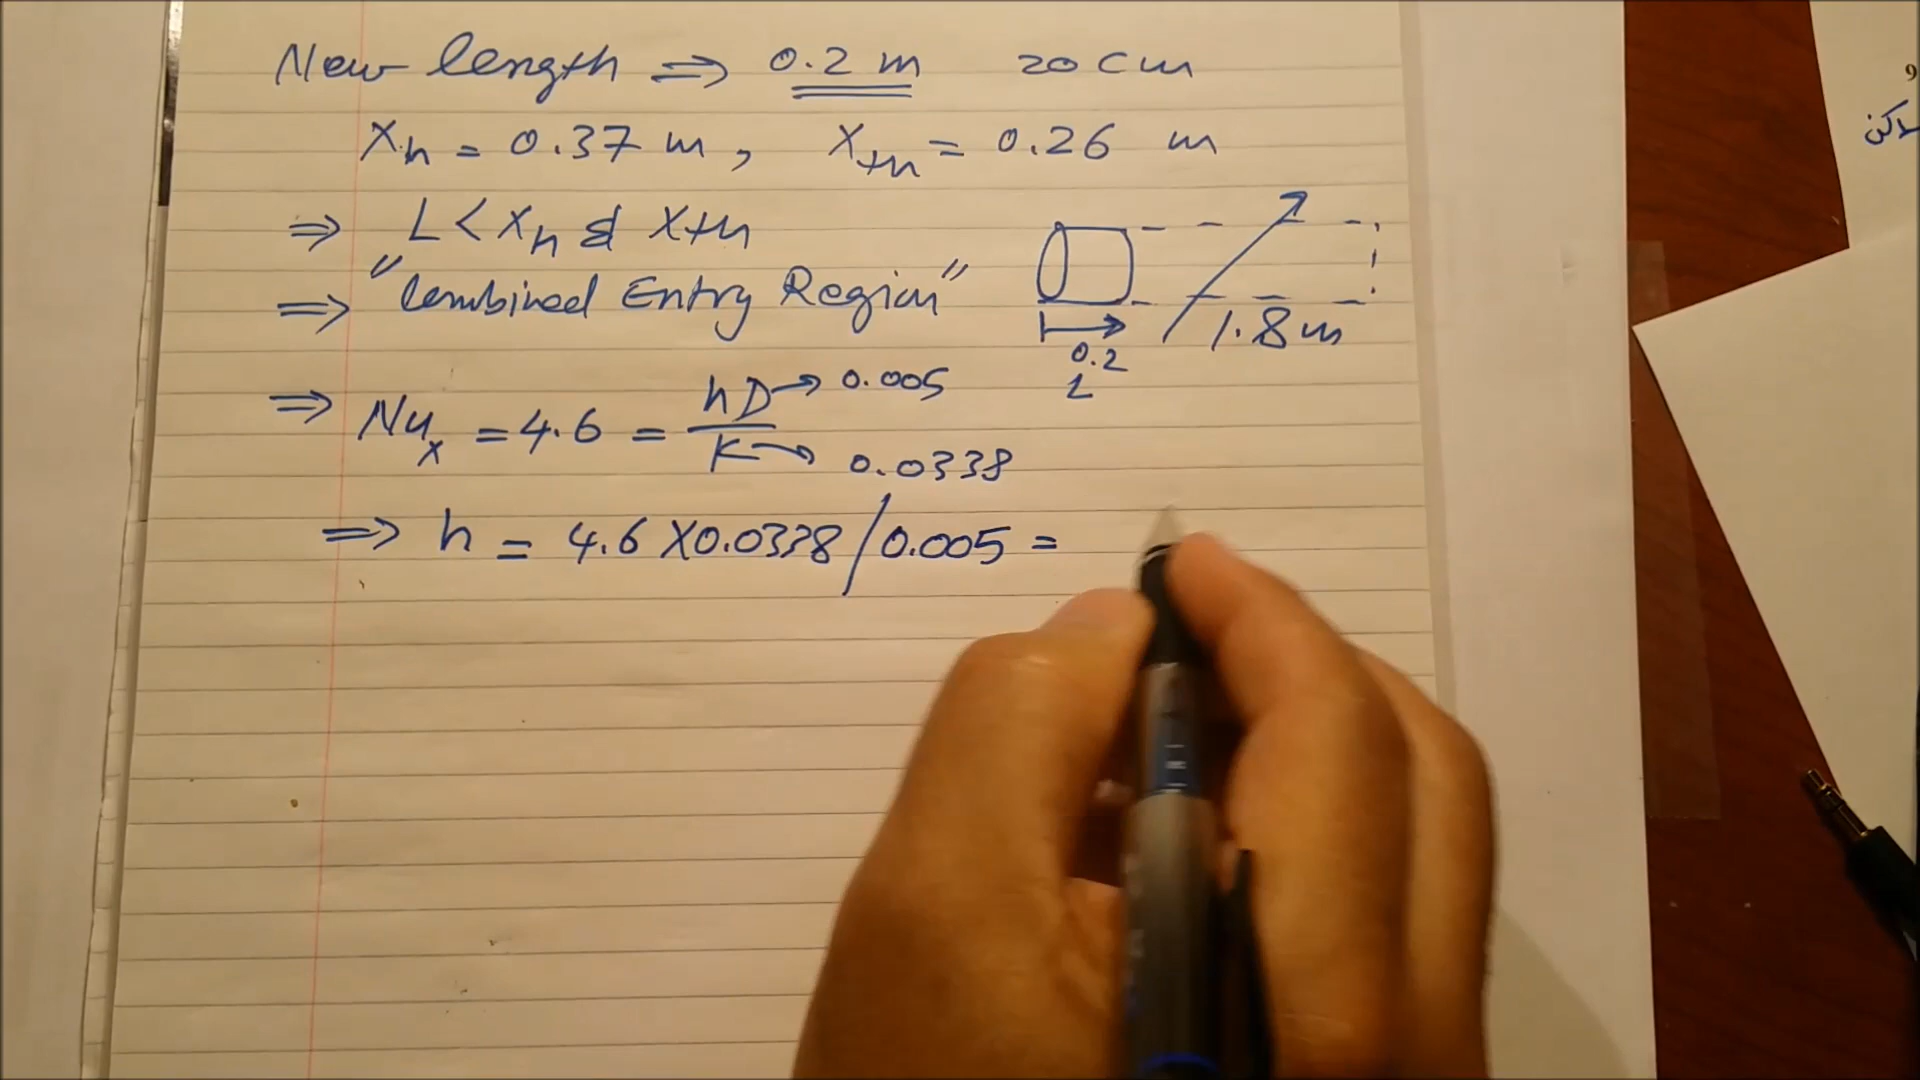 New length ⇒ 0.2 m 20 cm
Xh = 0.37 m, Xth = 0.26 m
⇒ L < Xh & Xth
⇒ "Combined Entry Region"
1.8 m
0.2
⇒ Nux = 4.6 = hD/K
→ 0.005
→ 0.0338
⇒ h = 4.6 X 0.0338 / 0.005 =
9